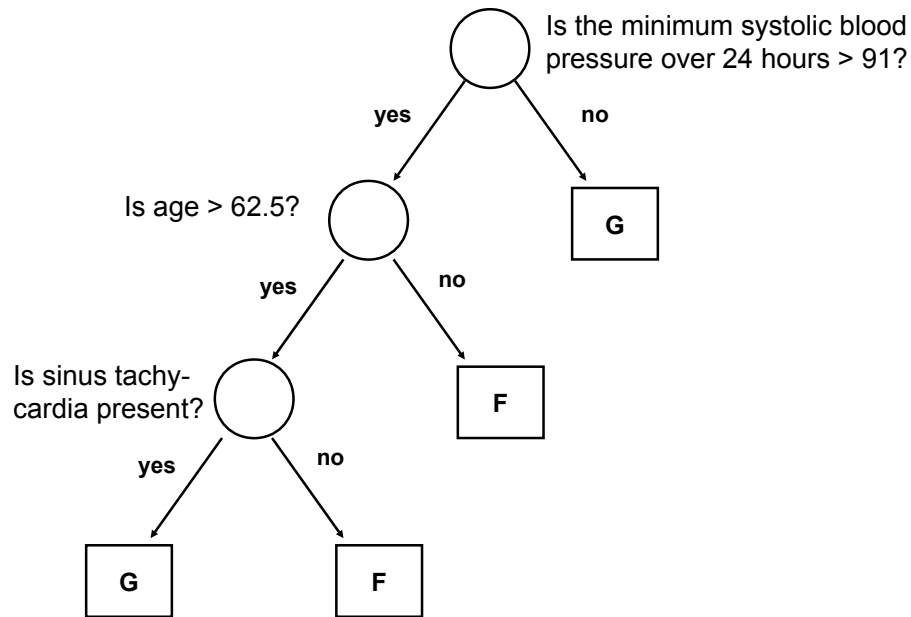 Is the minimum systolic blood
pressure over 24 hours > 91?
yes
no
Is age > 62.5?
G
yes
no
Is sinus tachy-
cardia present?
F
yes
no
G
F